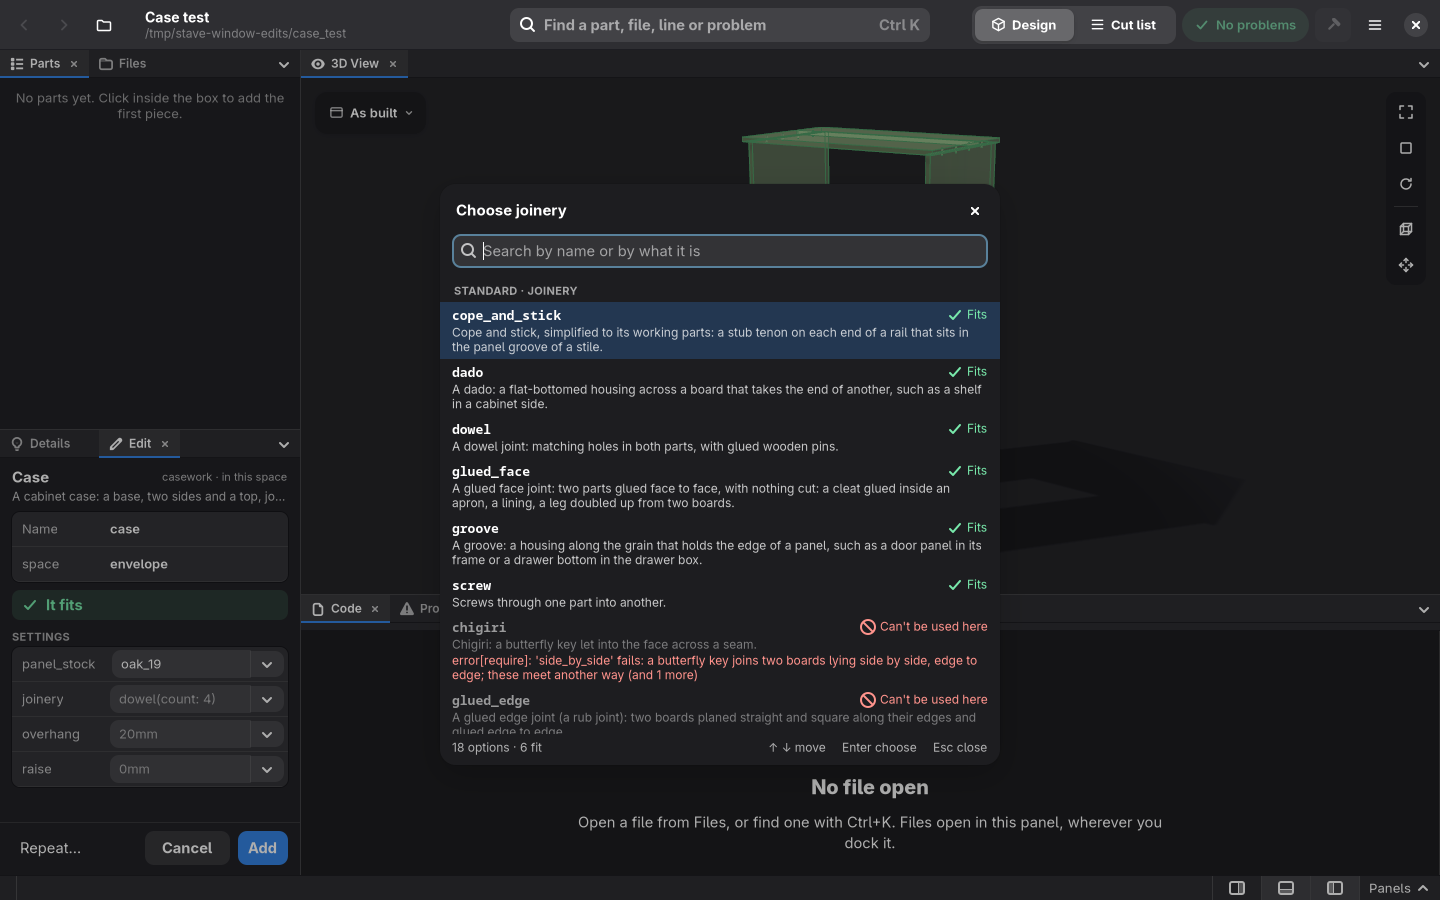 Case test
/tmp/stave-window-edits/case_test
Find a part, file, line or problem
Ctrl K
Design
Cut list
No problems
Parts
Files
3D View
No parts yet. Click inside the box to add the
first piece.
As built
Choose joinery
Search by name or by what it is
STANDARD · JOINERY
cope_and_stick
Fits
Cope and stick, simplified to its working parts: a stub tenon on each end of a rail that sits in
the panel groove of a stile.
dado
Fits
A dado: a flat-bottomed housing across a board that takes the end of another, such as a shelf
in a cabinet side.
dowel
Fits
A dowel joint: matching holes in both parts, with glued wooden pins.
glued_face
Fits
A glued face joint: two parts glued face to face, with nothing cut: a cleat glued inside an
apron, a lining, a leg doubled up from two boards.
groove
Fits
A groove: a housing along the grain that holds the edge of a panel, such as a door panel in its
frame or a drawer bottom in the drawer box.
screw
Fits
Screws through one part into another.
chigiri
Can't be used here
Chigiri: a butterfly key let into the face across a seam.
error[require]: 'side_by_side' fails: a butterfly key joins two boards lying side by side, edge to
edge; these meet another way (and 1 more)
glued_edge
Can't be used here
A glued edge joint (a rub joint): two boards planed straight and square along their edges and
glued edge to edge
18 options · 6 fit
↑ ↓ move
Enter choose
Esc close
Details
Edit
Case
casework · in this space
A cabinet case: a base, two sides and a top, jo...
Name
case
space
envelope
It fits
SETTINGS
panel_stock
oak_19
joinery
dowel(count: 4)
overhang
20mm
raise
0mm
Repeat...
Cancel
Add
Code
Pro
No file open
Open a file from Files, or find one with Ctrl+K. Files open in this panel, wherever you
dock it.
Panels